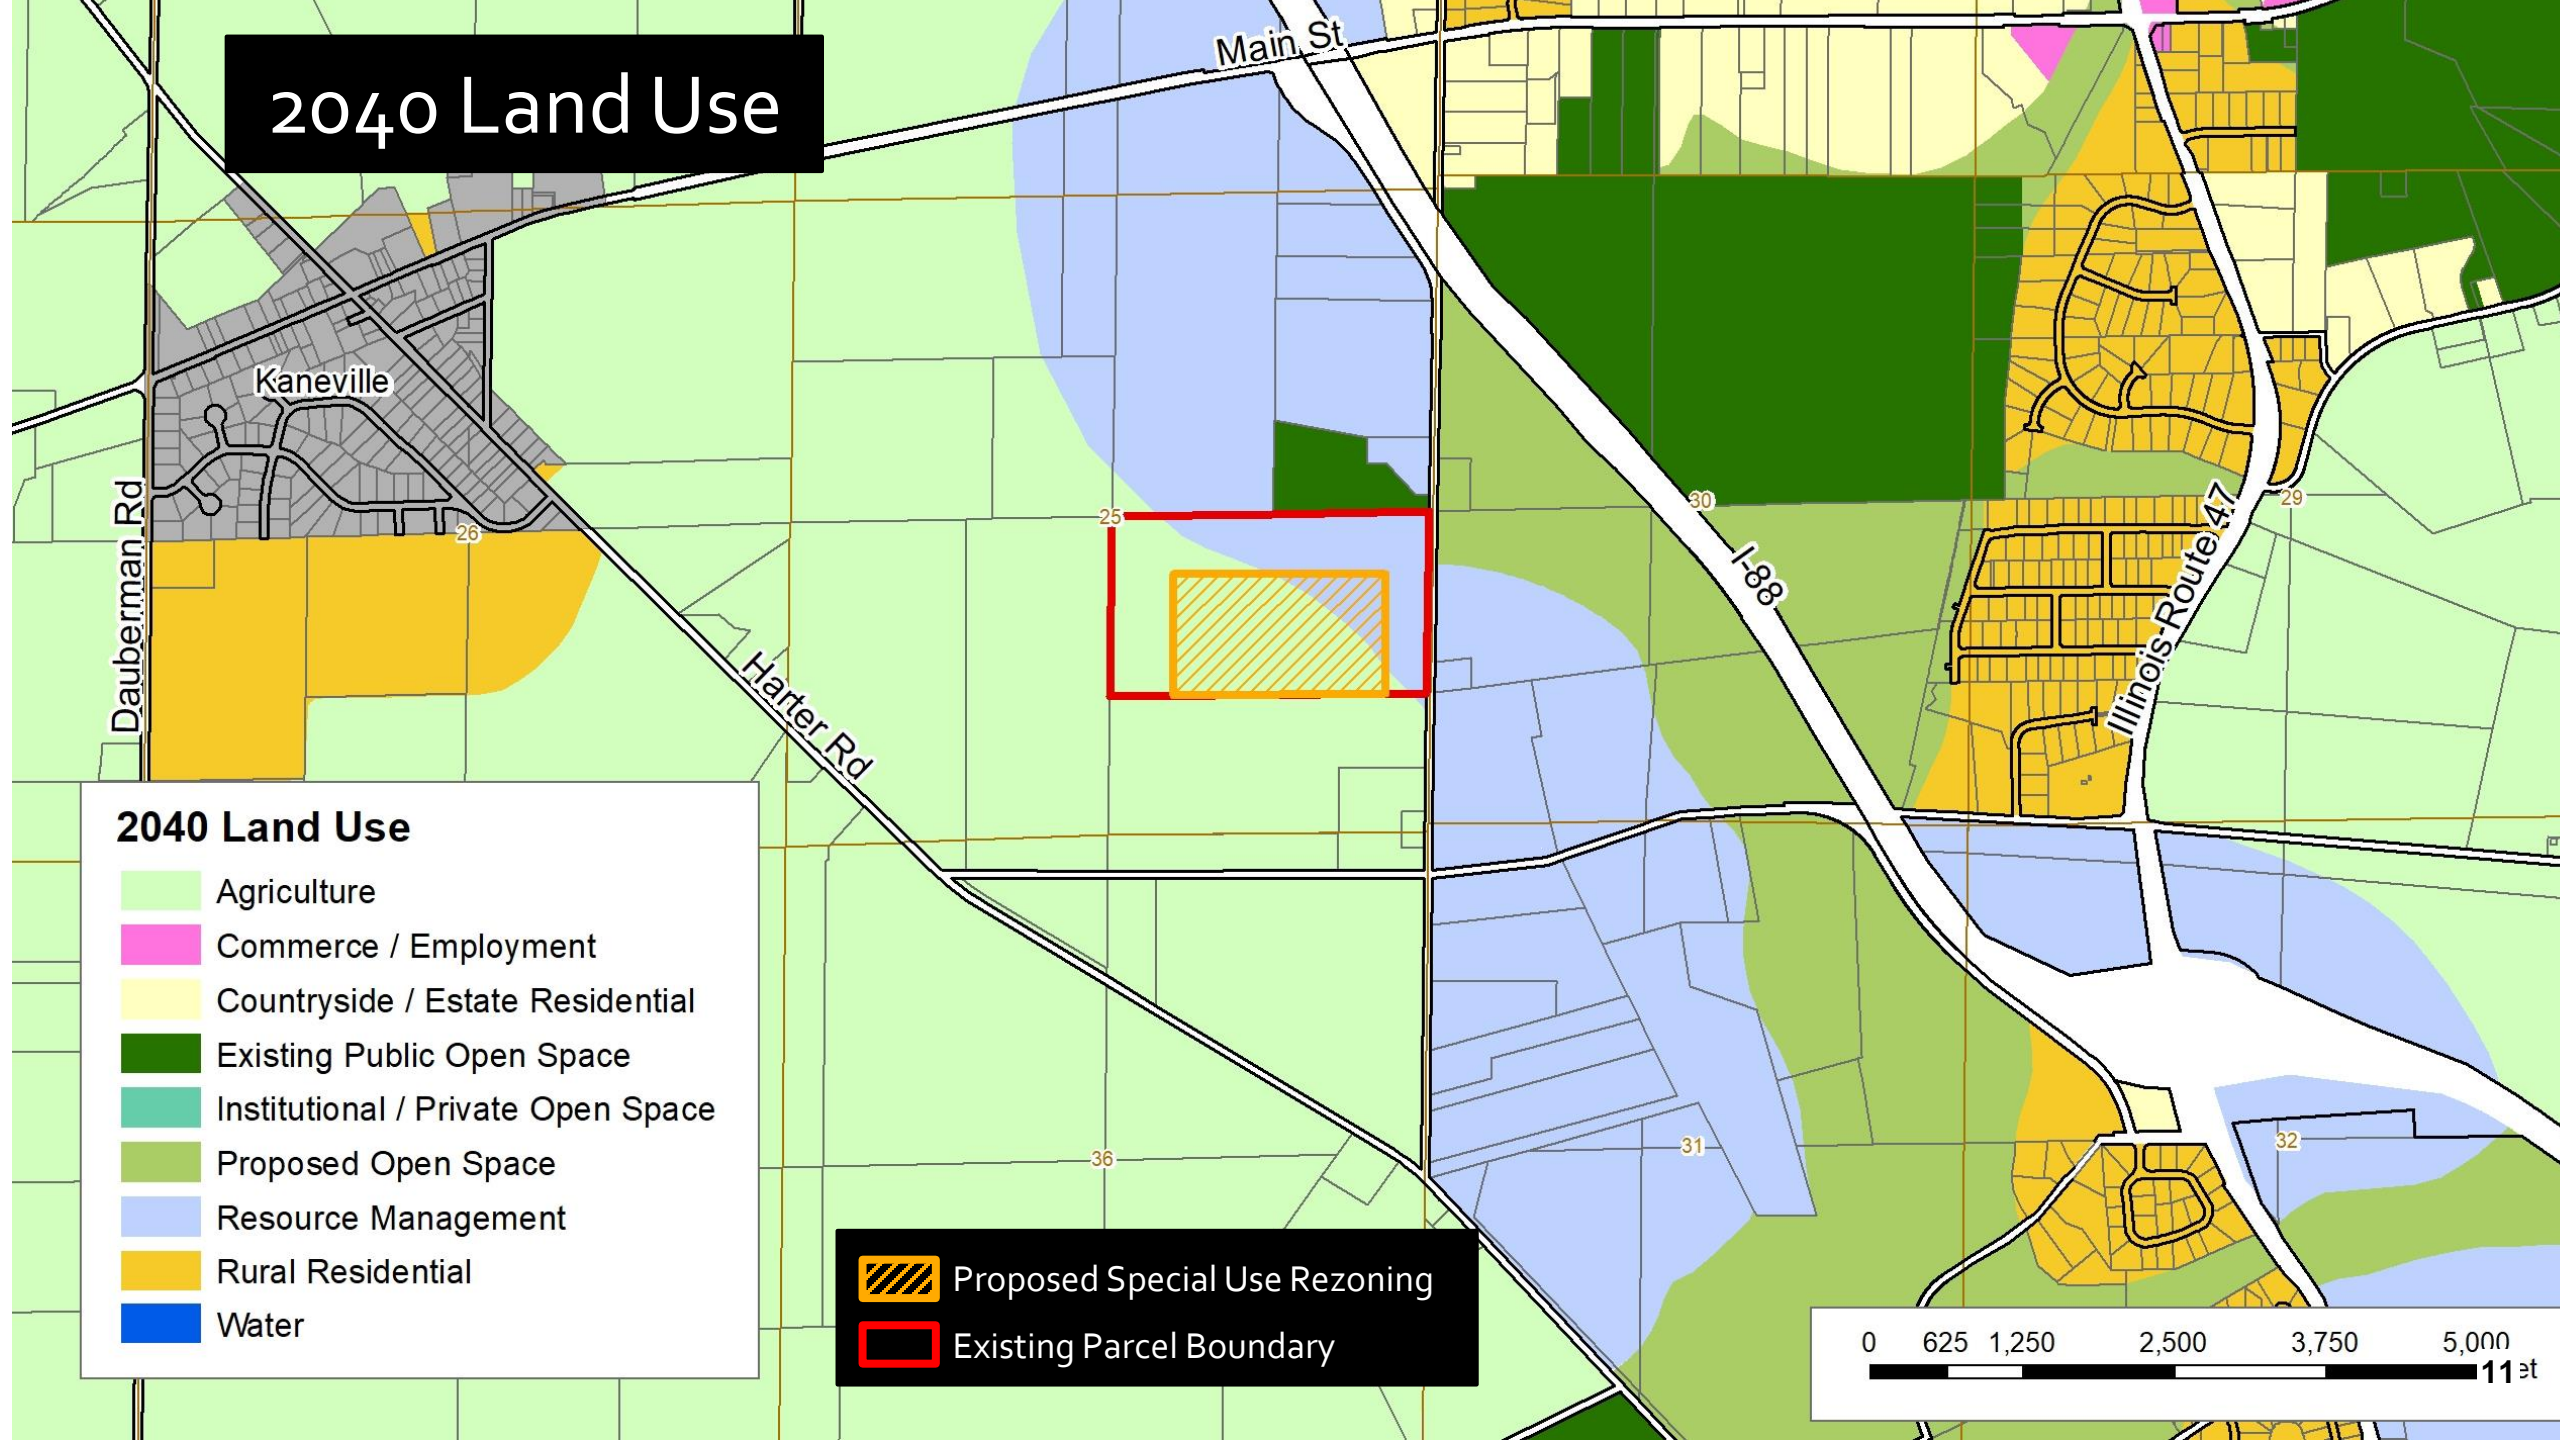 Main St
2040 Land Use
Kaneville
Dauberman Rd
25
26
30
29
I-88
Illinois Route 47
Harter Rd
2040 Land Use
Agriculture
Commerce / Employment
Countryside / Estate Residential
Existing Public Open Space
Institutional / Private Open Space
Proposed Open Space
Resource Management
Rural Residential
Water
36
31
32
Proposed Special Use Rezoning
Existing Parcel Boundary
0 625 1,250 2,500 3,750 5,000
11